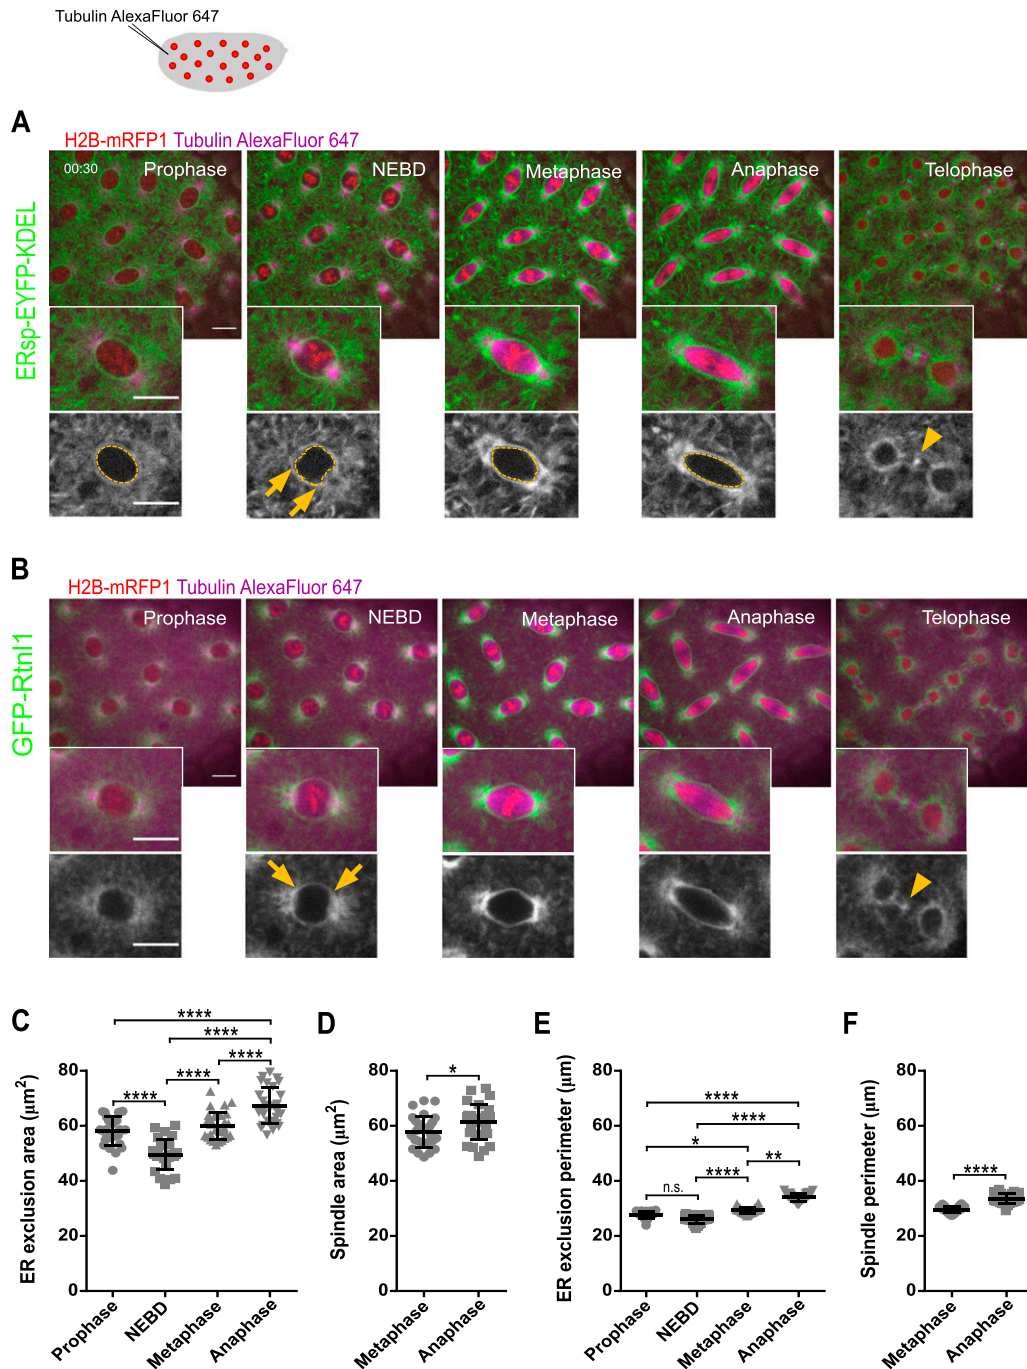 Tubulin AlexaFluor 647
A
H2B-mRFP1 Tubulin AlexaFluor 647
ERsp-EYFP-KDEL
00:30
Prophase
NEBD
Metaphase
Anaphase
Telophase
B
H2B-mRFP1 Tubulin AlexaFluor 647
GFP-Rtnl1
Prophase
NEBD
Metaphase
Anaphase
Telophase
C
ER exclusion area (μm²)
80
60
40
20
0
****
****
****
****
****
Prophase
NEBD
Metaphase
Anaphase
D
Spindle area (μm²)
80
60
40
20
0
*
Metaphase
Anaphase
E
ER exclusion perimeter (μm)
80
60
40
20
0
****
****
*
**
****
n.s.
Prophase
NEBD
Metaphase
Anaphase
F
Spindle perimeter (μm)
80
60
40
20
0
****
Metaphase
Anaphase